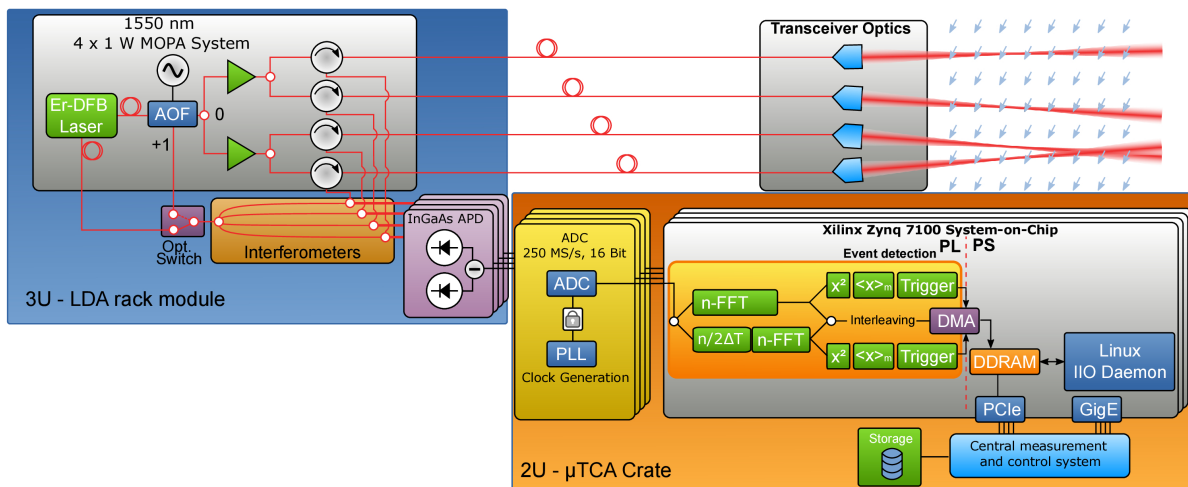 1550 nm
4 x 1 W MOPA System
Er-DFB
Laser
AOF
0
+1
Opt.
Switch
Interferometers
InGaAs APD
3U - LDA rack module
Transceiver Optics
ADC
250 MS/s, 16 Bit
ADC
PLL
Clock Generation
Xilinx Zynq 7100 System-on-Chip
Event detection
PL
PS
n-FFT
n/2ΔT
n-FFT
x²
<x>m
Trigger
Interleaving
x²
<x>m
Trigger
DMA
DDRAM
Linux
IIO Daemon
PCIe
GigE
Storage
Central measurement
and control system
2U - µTCA Crate